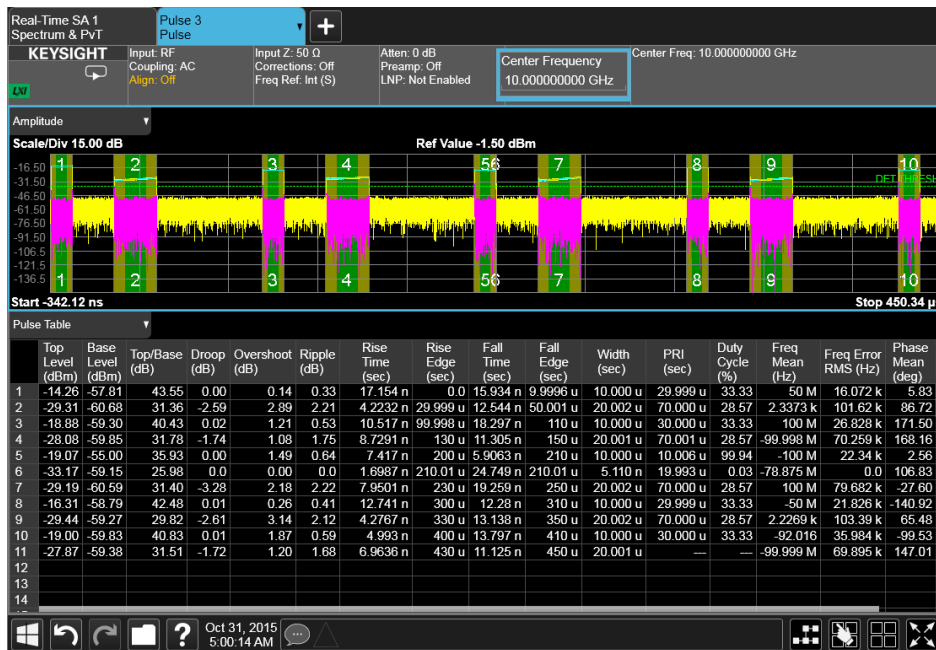 Real-Time SA 1
Spectrum & PvT
Pulse 3
Pulse
KEYSIGHT
LXI
Input: RF
Coupling: AC
Align: Off
Input Z: 50 Ω
Corrections: Off
Freq Ref: Int (S)
Atten: 0 dB
Preamp: Off
LNP: Not Enabled
Center Frequency
10.000000000 GHz
Center Freq: 10.000000000 GHz
Amplitude
Scale/Div 15.00 dB
Ref Value -1.50 dBm
1 2 3 4 56 7 8 9 10
DET THRESH
-16.50
-31.50
-46.50
-61.50
-76.50
-91.50
-106.5
-121.5
-136.5
1 2 3 4 56 7 8 9 10
Start -342.12 ns
Stop 450.34 µ
Pulse Table
Top Level (dBm) Base Level (dBm) Top/Base (dB) Droop (dB) Overshoot (dB) Ripple (dB) Rise Time (sec) Rise Edge (sec) Fall Time (sec) Fall Edge (sec) Width (sec) PRI (sec) Duty Cycle (%) Freq Mean (Hz) Freq Error RMS (Hz) Phase Mean (deg)
1 -14.26 -57.81 43.55 0.00 0.14 0.33 17.154 n 0.0 15.934 n 9.9996 u 10.000 u 29.999 u 33.33 50 M 16.072 k 5.83
2 -29.31 -60.68 31.36 -2.59 2.89 2.21 4.2232 n 29.999 u 12.544 n 50.001 u 20.002 u 70.000 u 28.57 2.3373 k 101.62 k 86.72
3 -18.88 -59.30 40.43 0.02 1.21 0.53 10.517 n 99.998 u 18.297 n 110 u 10.000 u 30.000 u 33.33 100 M 26.828 k 171.50
4 -28.08 -59.85 31.78 -1.74 1.08 1.75 8.7291 n 130 u 11.305 n 150 u 20.001 u 70.001 u 28.57 -99.998 M 70.259 k 168.16
5 -19.07 -55.00 35.93 0.00 1.49 0.64 7.417 n 200 u 5.9063 n 210 u 10.000 u 10.006 u 99.94 -100 M 22.34 k 2.56
6 -33.17 -59.15 25.98 0.0 0.00 0.0 1.6987 n 210.01 u 24.749 n 210.01 u 5.110 n 19.993 u 0.03 -78.875 M 0.0 106.83
7 -29.19 -60.59 31.40 -3.28 2.18 2.22 7.9501 n 230 u 19.259 n 250 u 20.002 u 70.000 u 28.57 100 M 79.682 k -27.60
8 -16.31 -58.79 42.48 0.01 0.26 0.41 12.741 n 300 u 12.28 n 310 u 10.000 u 29.999 u 33.33 -50 M 21.826 k -140.92
9 -29.44 -59.27 29.82 -2.61 3.14 2.12 4.2767 n 330 u 13.138 n 350 u 20.002 u 70.000 u 28.57 2.2269 k 103.39 k 65.48
10 -19.00 -59.83 40.83 0.01 1.87 0.59 4.993 n 400 u 13.797 n 410 u 10.000 u 30.000 u 33.33 -92.016 35.984 k -99.53
11 -27.87 -59.38 31.51 -1.72 1.20 1.68 6.9636 n 430 u 11.125 n 450 u 20.001 u --- --- -99.999 M 69.895 k 147.01
12
13
14
Oct 31, 2015
5:00:14 AM